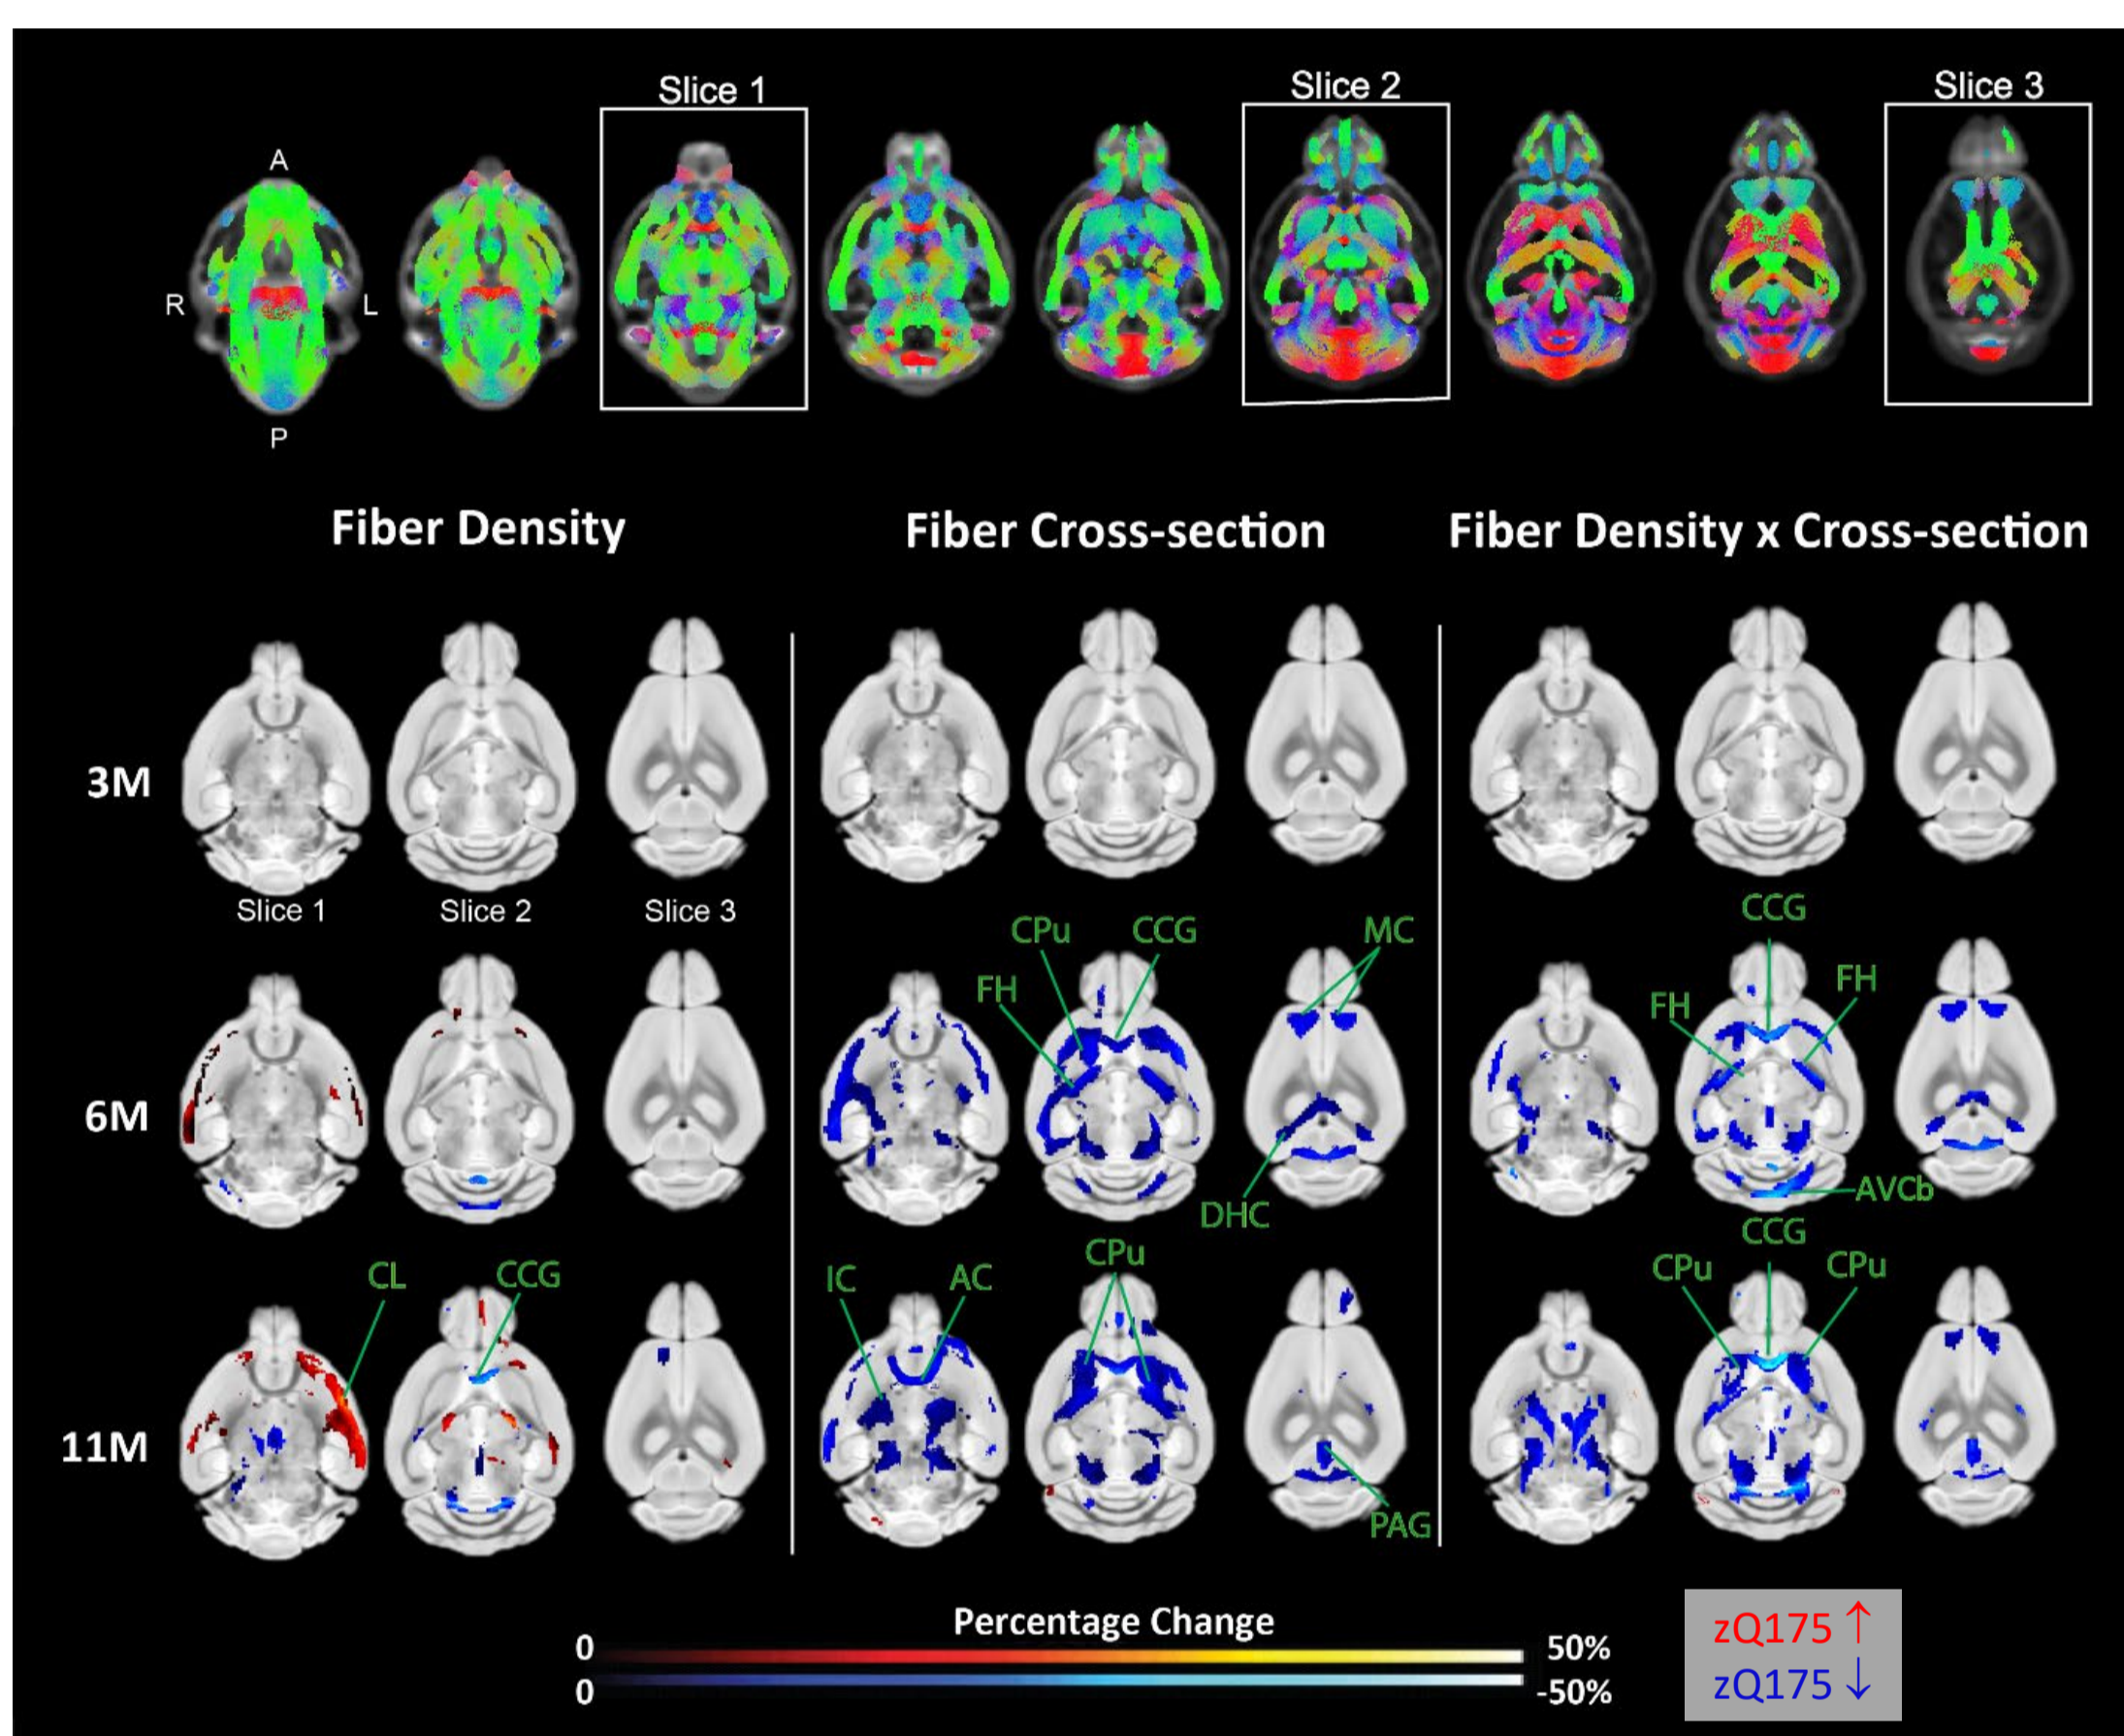 Slice 1
Slice 2
Slice 3
A
R
L
P
Fiber Density
Fiber Cross-section
Fiber Density x Cross-section
3M
Slice 1
Slice 2
Slice 3
CCG
CPu
CCG
MC
FH
FH
FH
6M
DHC
AVCb
CCG
CL
CCG
IC
AC
CPu
CPu
CPu
11M
PAG
Percentage Change
0
50%
0
-50%
zQ175 ↑
zQ175 ↓